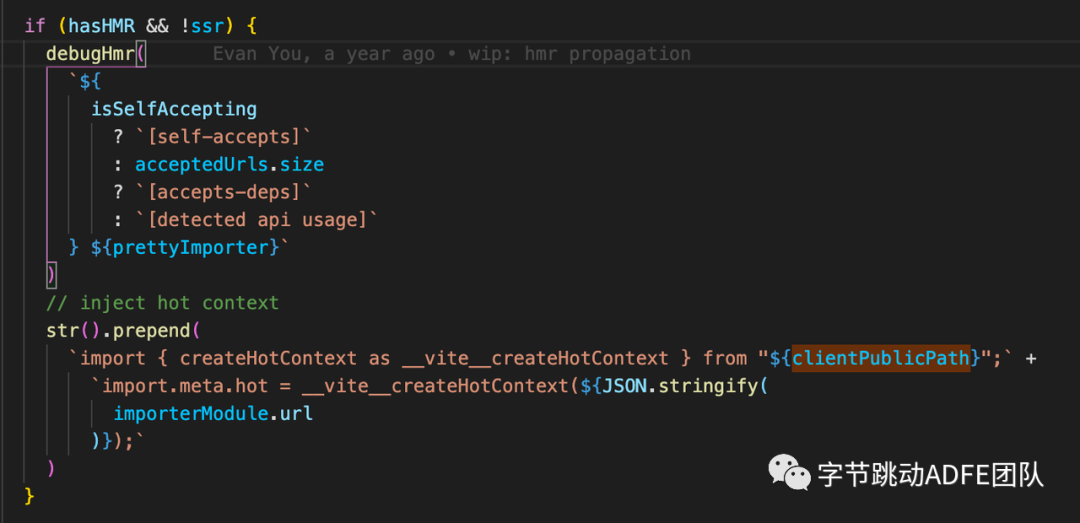 if (hasHMR && !ssr) {
debugHmr( Evan You, a year ago • wip: hmr propagation
`${
isSelfAccepting
? `[self-accepts]`
: acceptedUrls.size
? `[accepts-deps]`
: `[detected api usage]`
} ${prettyImporter}`
)
// inject hot context
str().prepend(
`import { createHotContext as __vite__createHotContext } from "${clientPublicPath}";` +
`import.meta.hot = __vite__createHotContext(${JSON.stringify(
importerModule.url
)});`
)
}
字节跳动ADFE团队